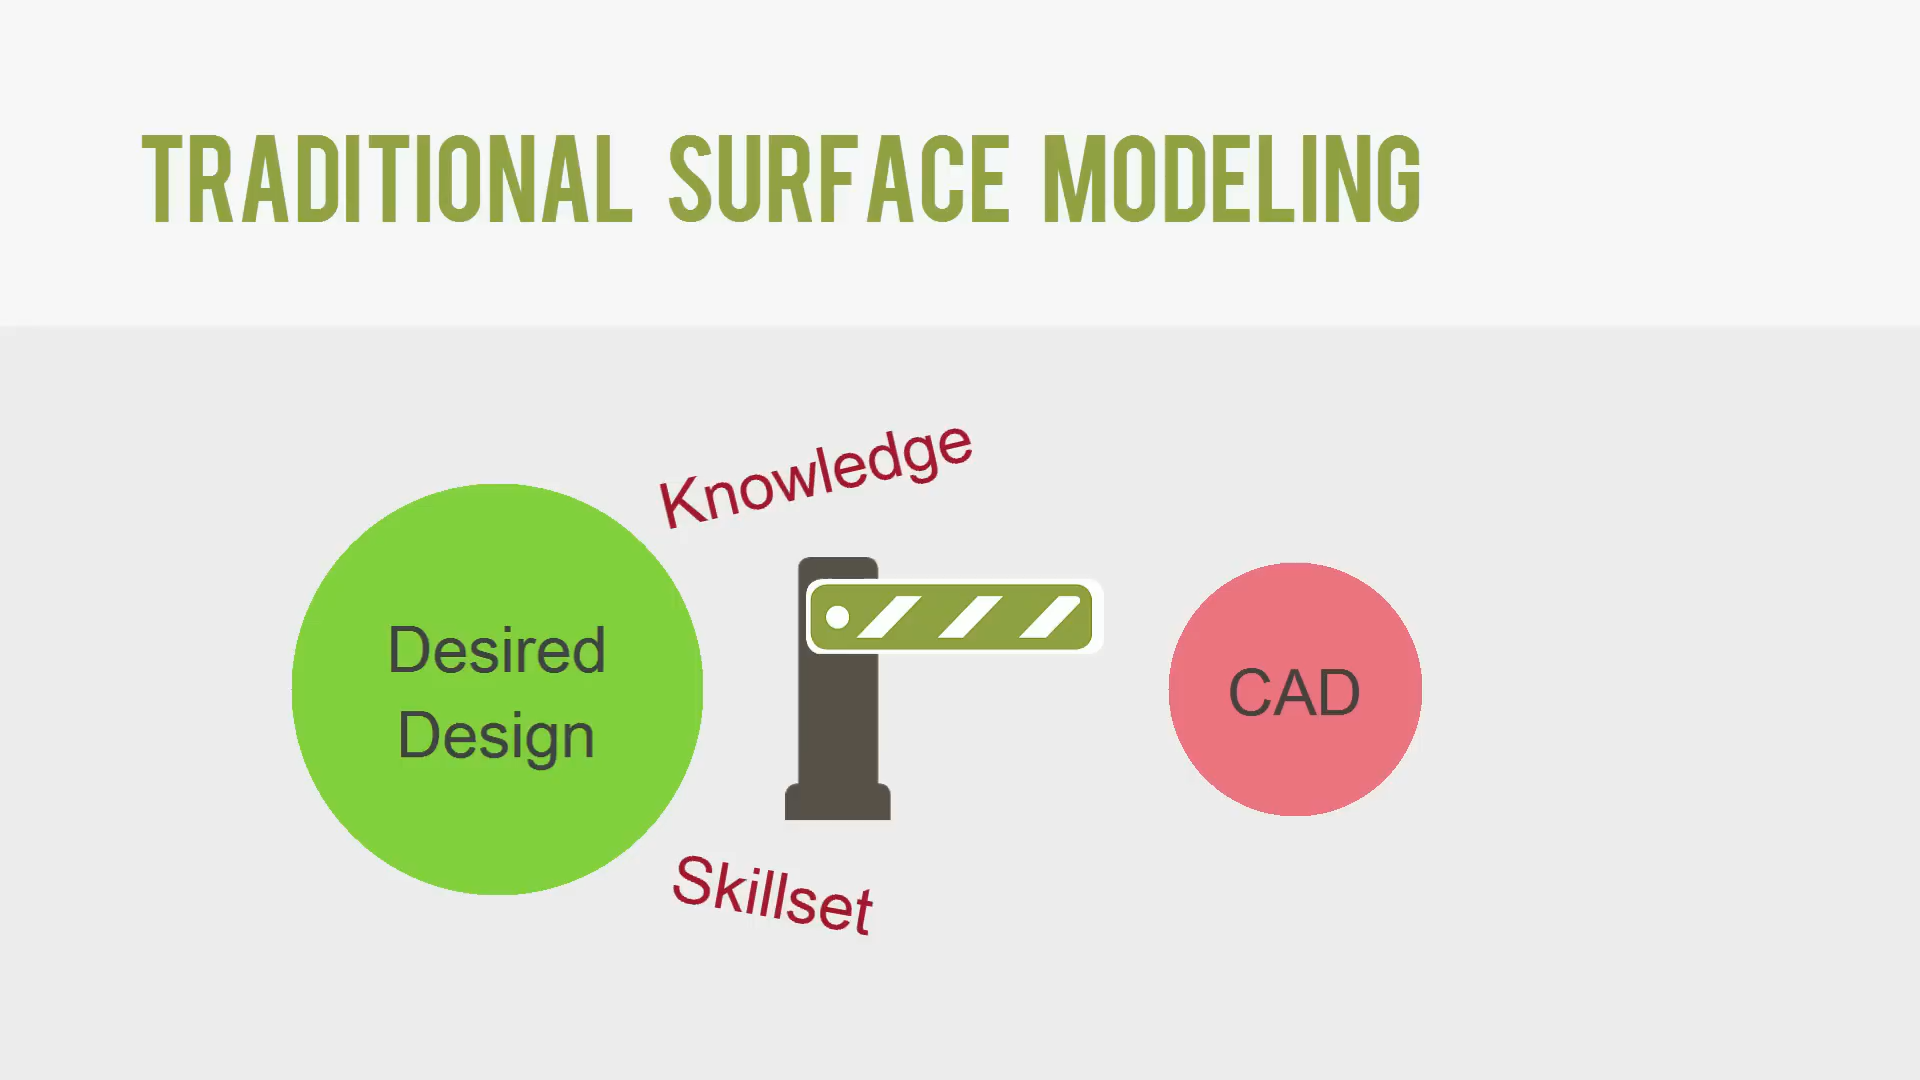 TRADITIONAL SURFACE MODELING
Knowledge
Desired
Design
CAD
Skillset